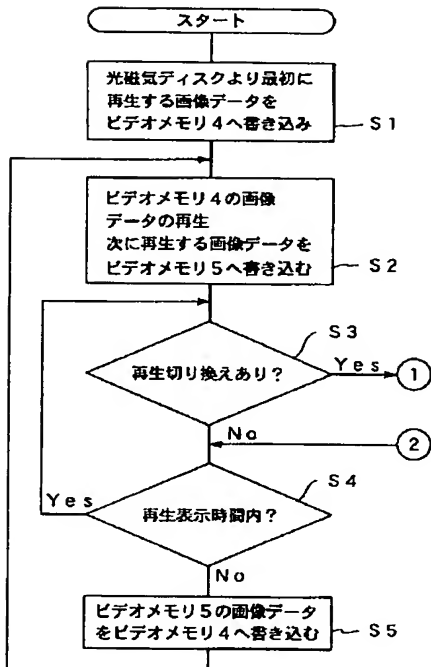 スタート
光磁気ディスクより最初に
再生する画像データを
ビデオメモリ4へ書き込み
S1
ビデオメモリ4の画像
データの再生
次に再生する画像データを
ビデオメモリ5へ書き込む
S2
S3
再生切り換えあり?
Yes
1
No
2
S4
Yes
再生表示時間内?
No
ビデオメモリ5の画像データ
をビデオメモリ4へ書き込む
S5